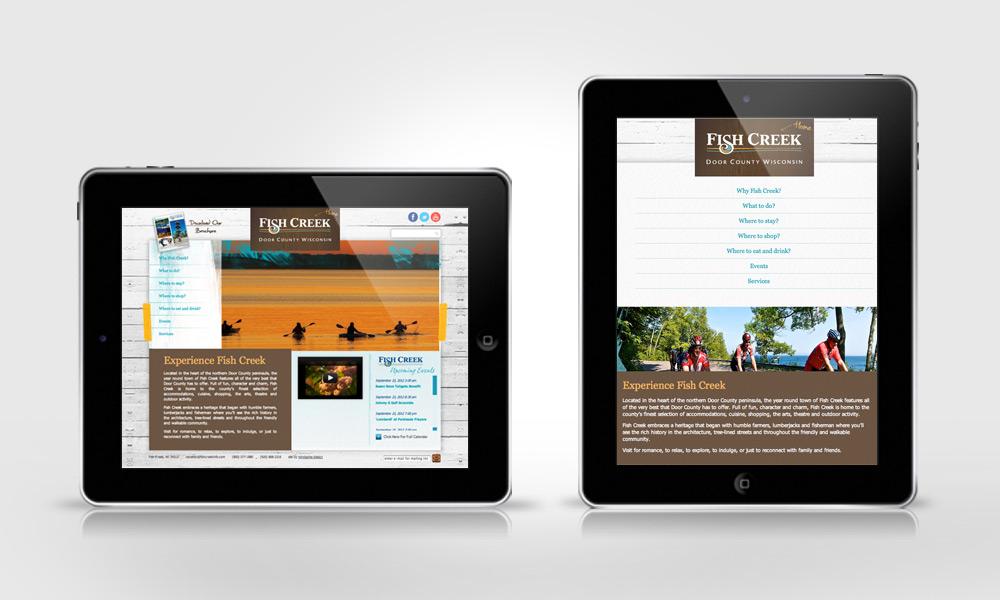 Download Our
Brochure
Home
FISH CREEK
DOOR COUNTY WISCONSIN
Why Fish Creek?
What to do?
Where to stay?
Where to shop?
Where to eat and drink?
Events
Services
Experience Fish Creek
Located in the heart of the northern Door County peninsula, the
year round town of Fish Creek features all of the very best that
Door County has to offer. Full of fun, character and charm, Fish
Creek is home to the county's finest selection of
accommodations, cuisine, shopping, the arts, theatre and
outdoor activity.
Fish Creek embraces a heritage that began with humble farmers,
lumberjacks and fisherman where you'll see the rich history in
the architecture, tree-lined streets and throughout the friendly
and walkable community.
Visit for romance, to relax, to explore, to indulge, or just to
reconnect with family and friends.
FISH CREEK
Upcoming Events
Click Here For Full Calendar
enter e-mail for mailing list
Home
FISH CREEK
DOOR COUNTY WISCONSIN
Why Fish Creek?
What to do?
Where to stay?
Where to shop?
Where to eat and drink?
Events
Services
Experience Fish Creek
Located in the heart of the northern Door County peninsula, the year round town of Fish Creek features all
of the very best that Door County has to offer. Full of fun, character and charm, Fish Creek is home to the
county's finest selection of accommodations, cuisine, shopping, the arts, theatre and outdoor activity.
Fish Creek embraces a heritage that began with humble farmers, lumberjacks and fisherman where you'll
see the rich history in the architecture, tree-lined streets and throughout the friendly and walkable
community.
Visit for romance, to relax, to explore, to indulge, or just to reconnect with family and friends.